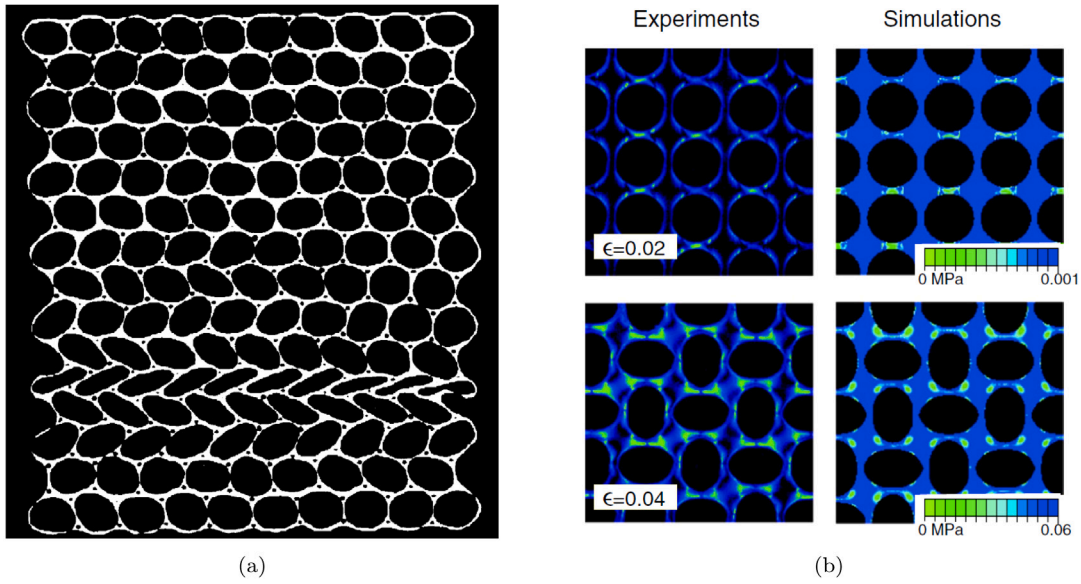 Experiments Simulations
ϵ=0.02
0 MPa 0.001
ϵ=0.04
0 MPa 0.06
(a) (b)